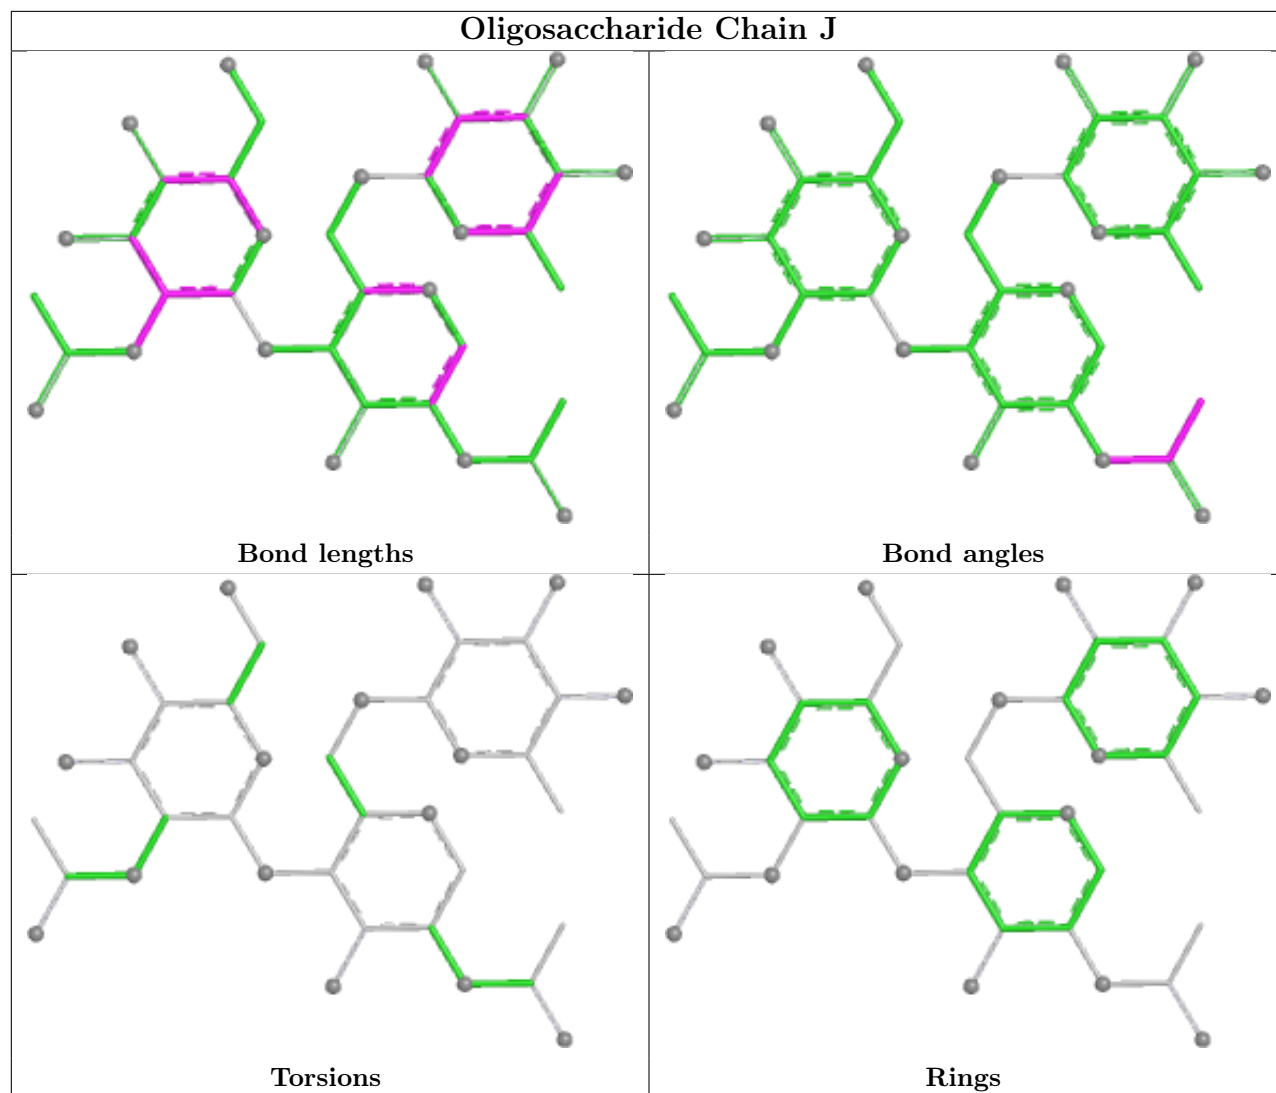 Oligosaccharide Chain J
Bond lengths
Bond angles
Torsions
Rings